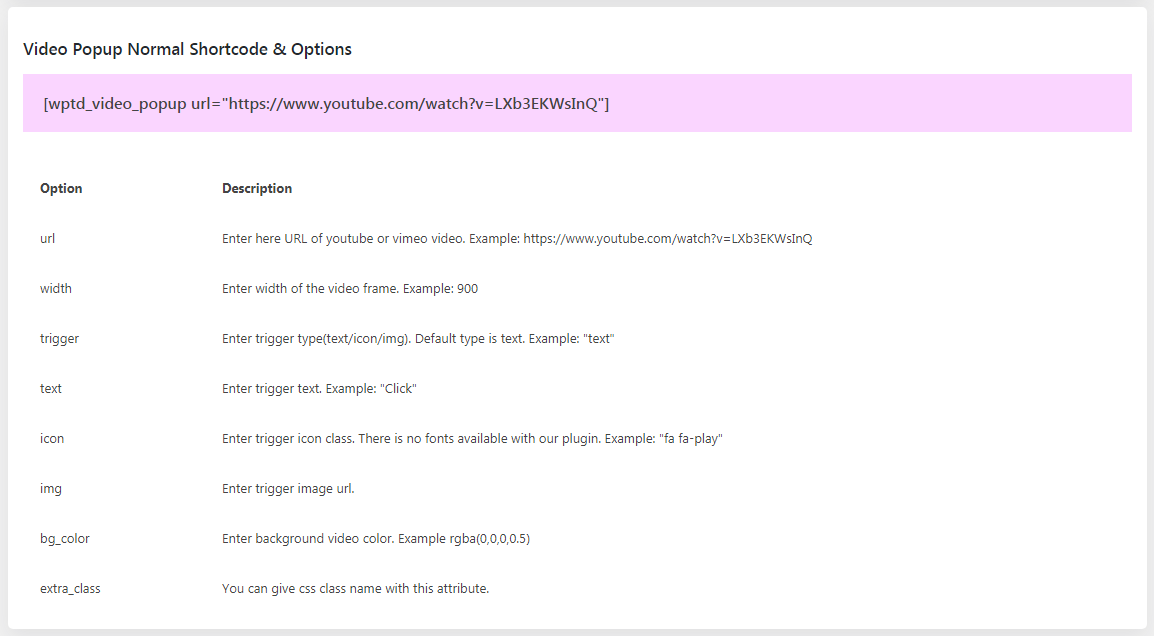 Video Popup Normal Shortcode & Options
[wptd_video_popup url="https://www.youtube.com/watch?v=LXb3EKWsInQ"]
Option Description
url Enter here URL of youtube or vimeo video. Example: https://www.youtube.com/watch?v=LXb3EKWsInQ
width Enter width of the video frame. Example: 900
trigger Enter trigger type(text/icon/img). Default type is text. Example: "text"
text Enter trigger text. Example: "Click"
icon Enter trigger icon class. There is no fonts available with our plugin. Example: "fa fa-play"
img Enter trigger image url.
bg_color Enter background video color. Example rgba(0,0,0,0.5)
extra_class You can give css class name with this attribute.